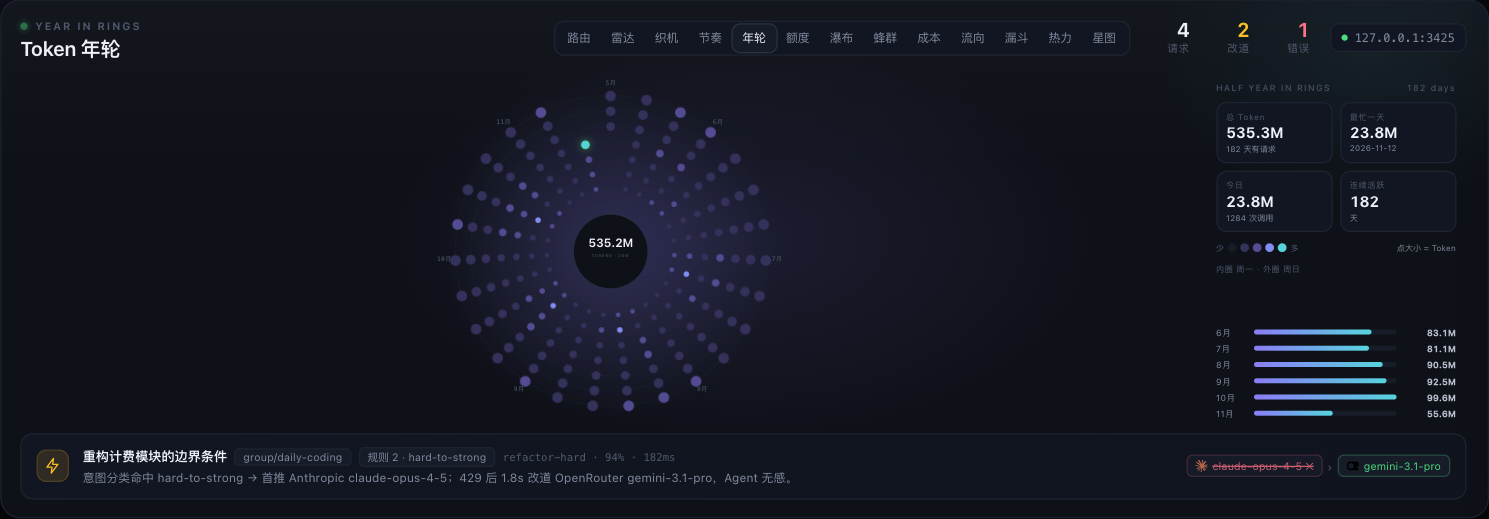 YEAR IN RINGS
Token 年轮
路由 雷达 织机 节奏 年轮 额度 瀑布 蜂群 成本 流向 漏斗 热力 星图
4 请求
2 改道
1 错误
127.0.0.1:3425
5月
6月
7月
8月
9月
10月
11月
535.2M
HALF YEAR IN RINGS 182 days
总 Token
535.3M
182 天有请求
最忙一天
23.8M
2026-11-12
今日
23.8M
1284 次调用
连续活跃
182
天
少 多 点大小 = Token
内圈 周一 · 外圈 周日
6月 83.1M
7月 81.1M
8月 90.5M
9月 92.5M
10月 99.6M
11月 55.6M
重构计费模块的边界条件 group/daily-coding 规则 2 · hard-to-strong refactor-hard · 94% · 182ms
意图分类命中 hard-to-strong → 首推 Anthropic claude-opus-4-5；429 后 1.8s 改道 OpenRouter gemini-3.1-pro，Agent 无感。
claude-opus-4-5 ✕ › gemini-3.1-pro